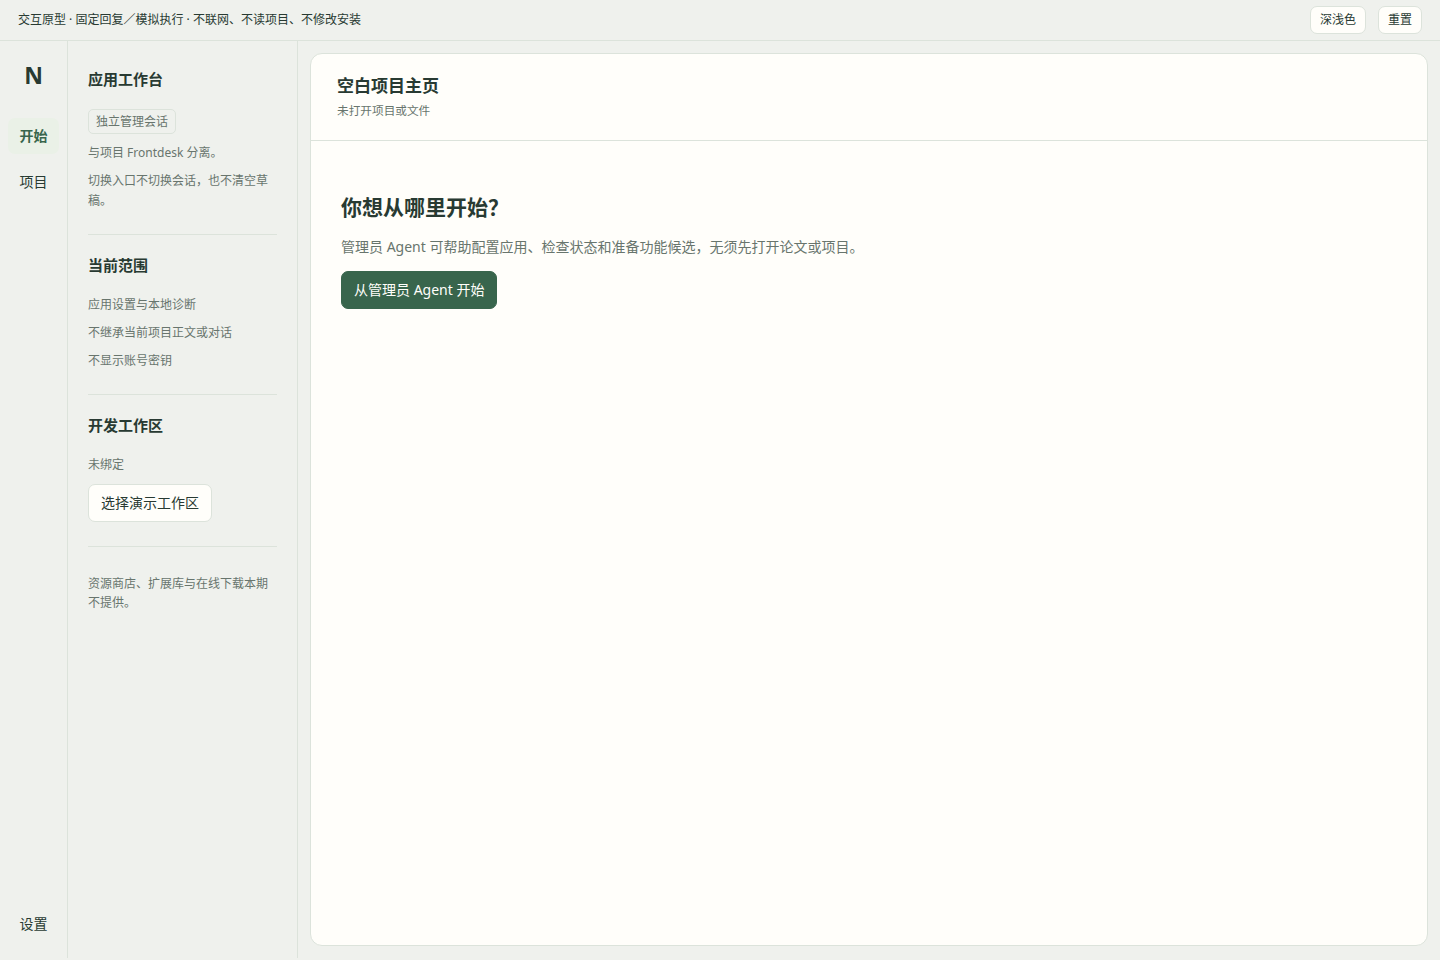 交互原型 · 固定回复／模拟执行 · 不联网、不读项目、不修改安装
深浅色
重置
N
开始
项目
设置
应用工作台
独立管理会话
与项目 Frontdesk 分离。
切换入口不切换会话，也不清空草
稿。
当前范围
应用设置与本地诊断
不继承当前项目正文或对话
不显示账号密钥
开发工作区
未绑定
选择演示工作区
资源商店、扩展库与在线下载本期
不提供。
空白项目主页
未打开项目或文件
你想从哪里开始？
管理员 Agent 可帮助配置应用、检查状态和准备功能候选，无须先打开论文或项目。
从管理员 Agent 开始